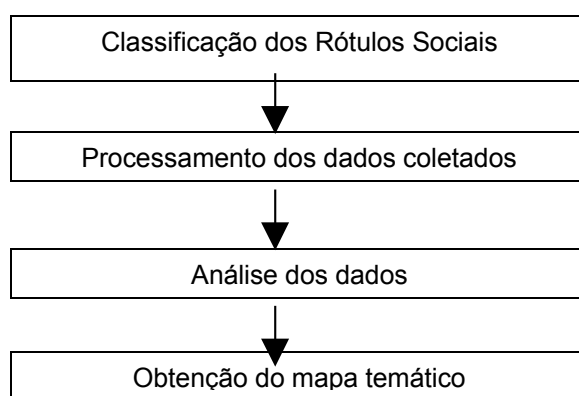 Classificação dos Rótulos Sociais
Processamento dos dados coletados
Análise dos dados
Obtenção do mapa temático